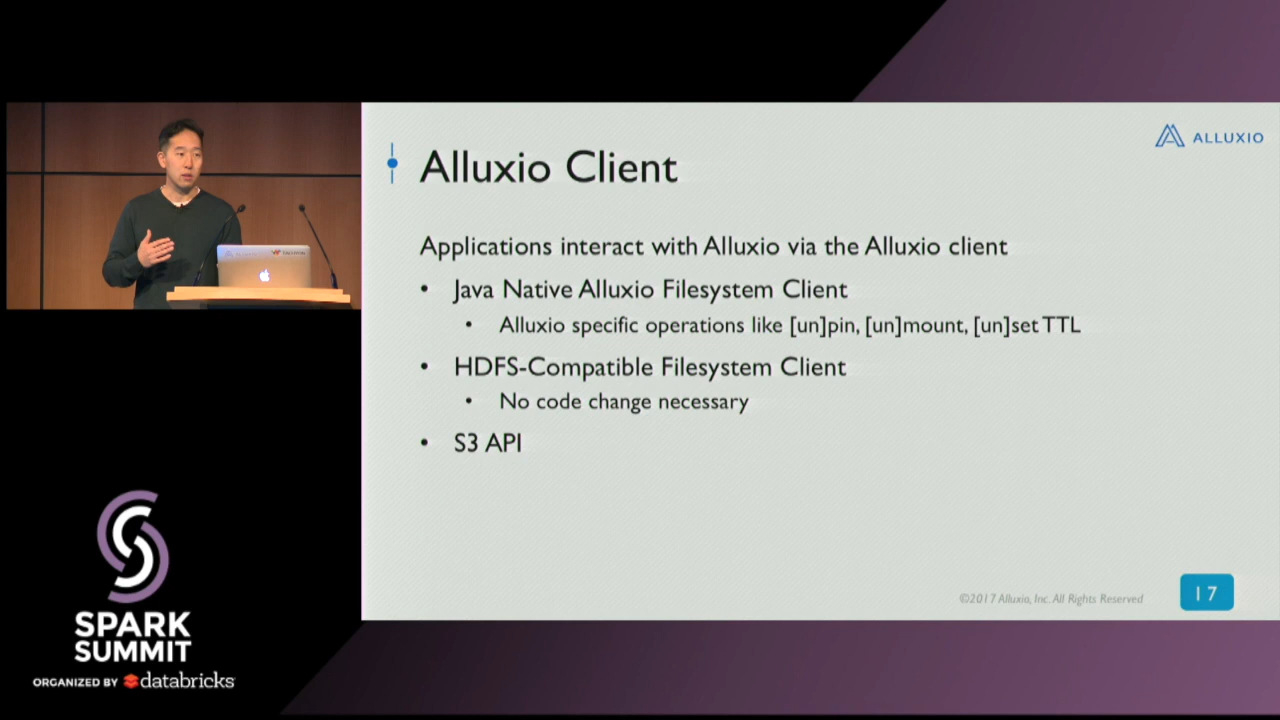 ALLUXIO
Alluxio Client
Applications interact with Alluxio via the Alluxio client
• Java Native Alluxio Filesystem Client
• Alluxio specific operations like [un]pin, [un]mount, [un]set TTL
• HDFS-Compatible Filesystem Client
• No code change necessary
• S3 API
©2017 Alluxio, Inc. All Rights Reserved
17
SPARK
SUMMIT
ORGANIZED BY databricks